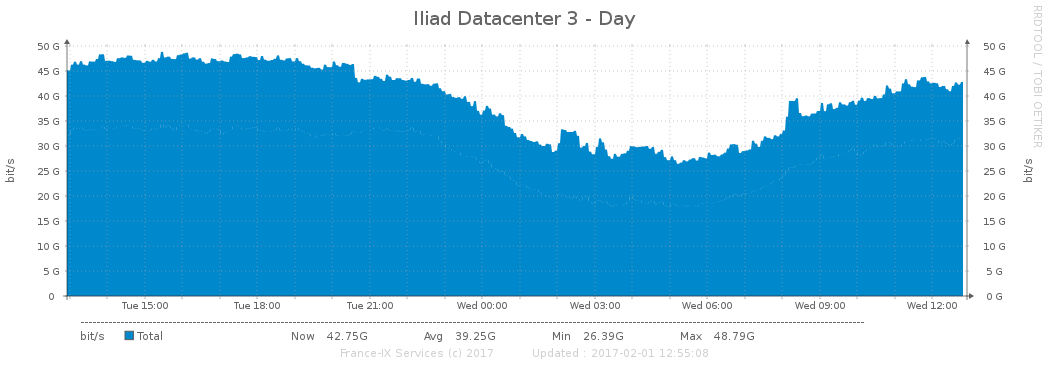 Iliad Datacenter 3 - Day
RRDTOOL / TOBI OETIKER
50 G 50 G
45 G 45 G
40 G 40 G
35 G 35 G
30 G 30 G
25 G 25 G
20 G 20 G
15 G 15 G
10 G 10 G
5 G 5 G
0 0 G
bit/s bit/s
Tue 15:00 Tue 18:00 Tue 21:00 Wed 00:00 Wed 03:00 Wed 06:00 Wed 09:00 Wed 12:00
bit/s Total Now 42.75G Avg 39.25G Min 26.39G Max 48.79G
France-IX Services (c) 2017 Updated : 2017-02-01 12:55:08